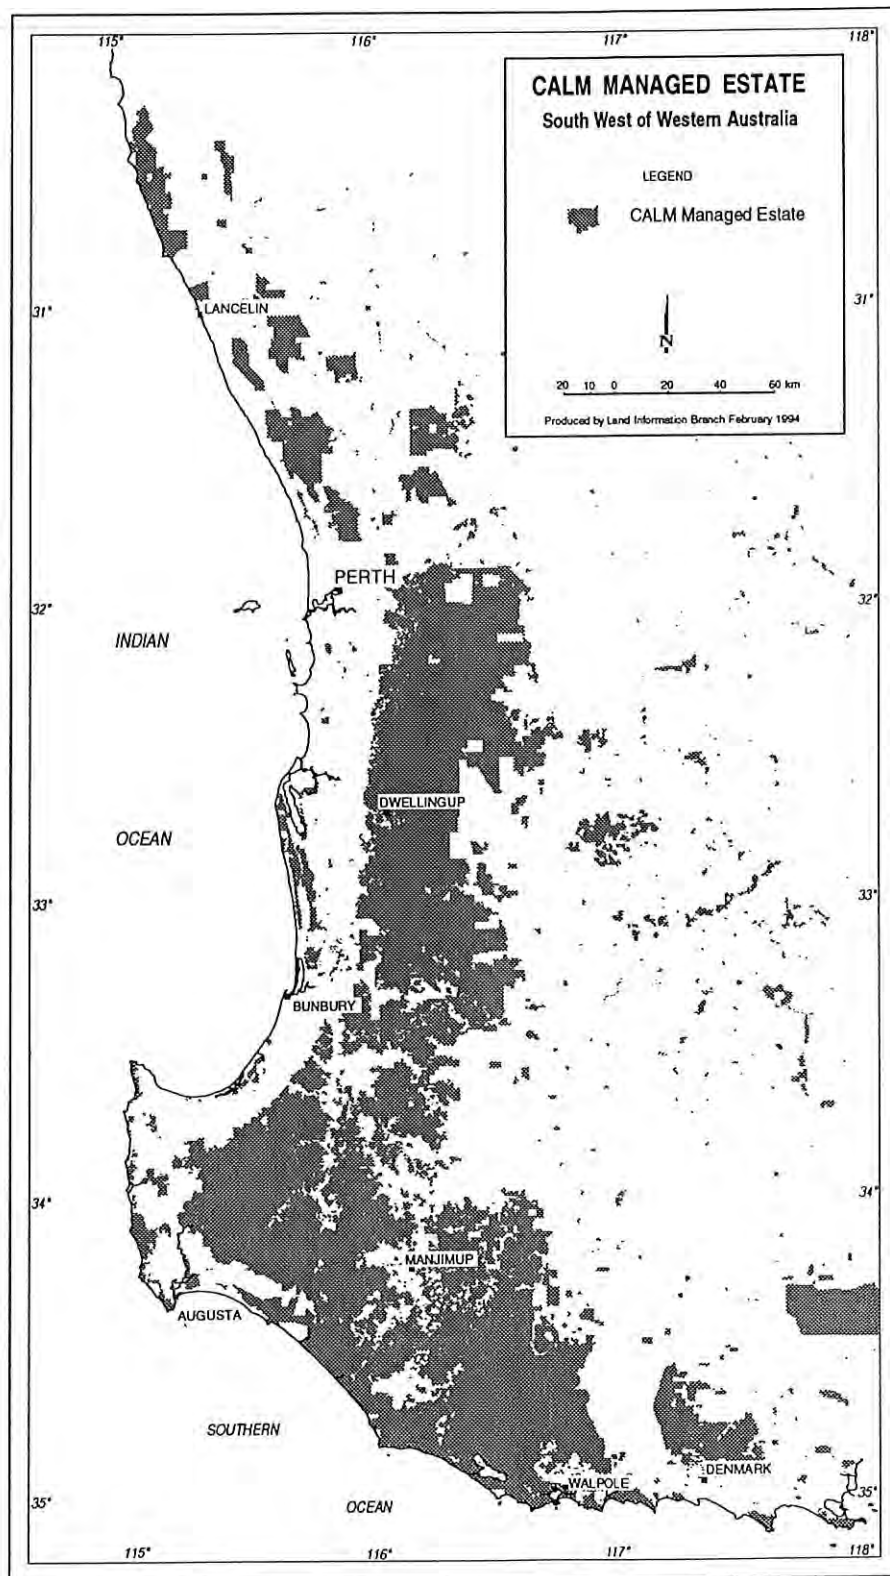 115°
116°
117°
118°
CALM MANAGED ESTATE
South West of Western Australia
LEGEND
CALM Managed Estate
N
20 10 0 20 40 60 km
Produced by Land Information Branch February 1994
31°
31°
LANCELIN
PERTH
32°
32°
INDIAN
DWELLINGUP
OCEAN
33°
33°
BUNBURY
34°
34°
MANJIMUP
AUGUSTA
SOUTHERN
DENMARK
WALPOLE
35°
35°
OCEAN
115°
116°
117°
118°